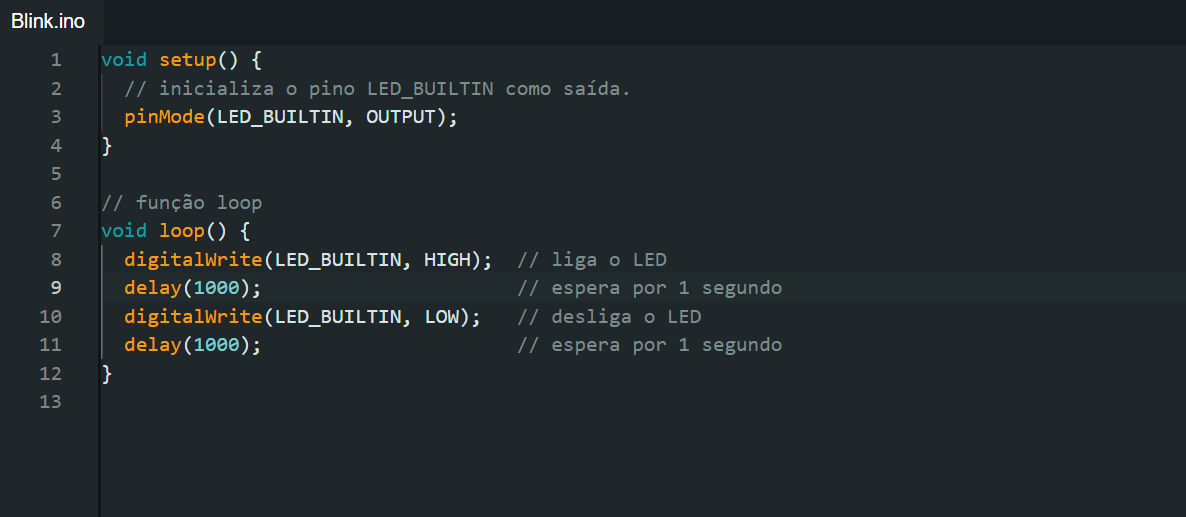 Blink.ino
1 void setup() {
2   // inicializa o pino LED_BUILTIN como saída.
3   pinMode(LED_BUILTIN, OUTPUT);
4 }
5
6 // função loop
7 void loop() {
8   digitalWrite(LED_BUILTIN, HIGH);  // liga o LED
9   delay(1000);                      // espera por 1 segundo
10   digitalWrite(LED_BUILTIN, LOW);   // desliga o LED
11   delay(1000);                      // espera por 1 segundo
12 }
13